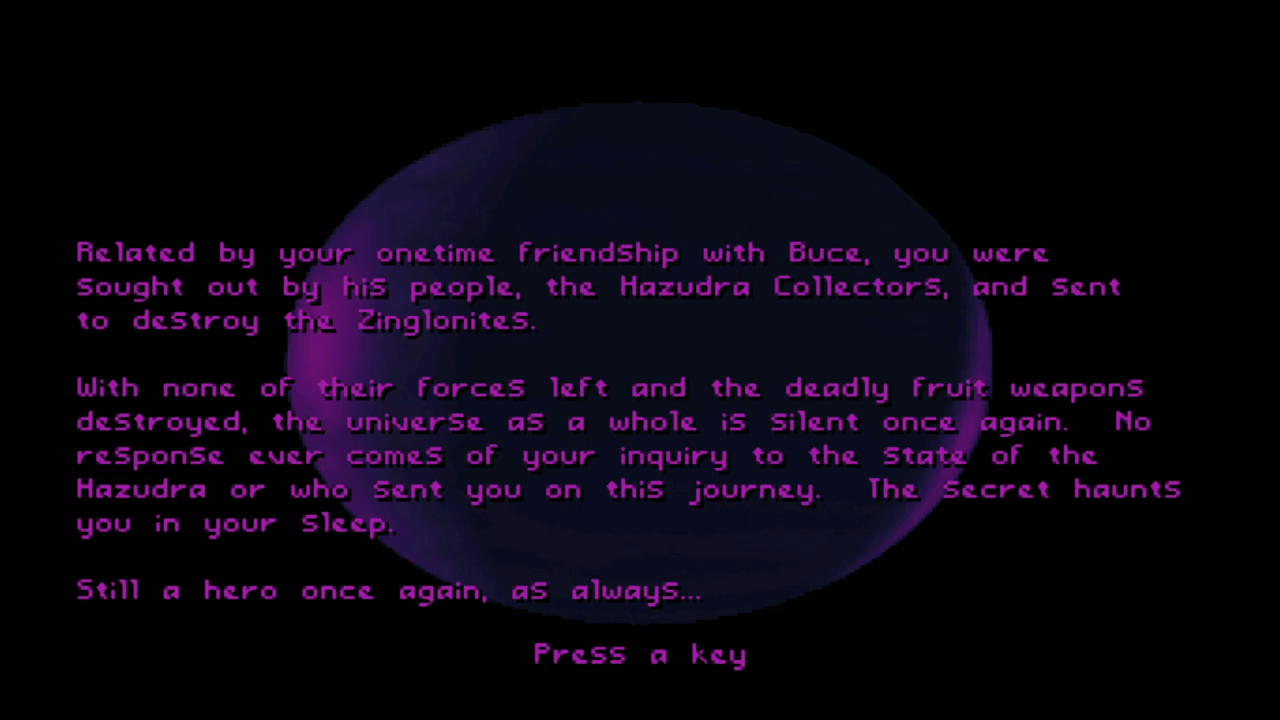 Related by your onetime friendship with Buce, you were
sought out by his people, the Hazudra Collectors, and sent
to destroy the Zinglonites.
With none of their forces left and the deadly fruit weapons
destroyed, the universe as a whole is silent once again.  No
response ever comes of your inquiry to the state of the
Hazudra or who sent you on this journey.  The secret haunts
you in your sleep.
Still a hero once again, as always...
Press a key